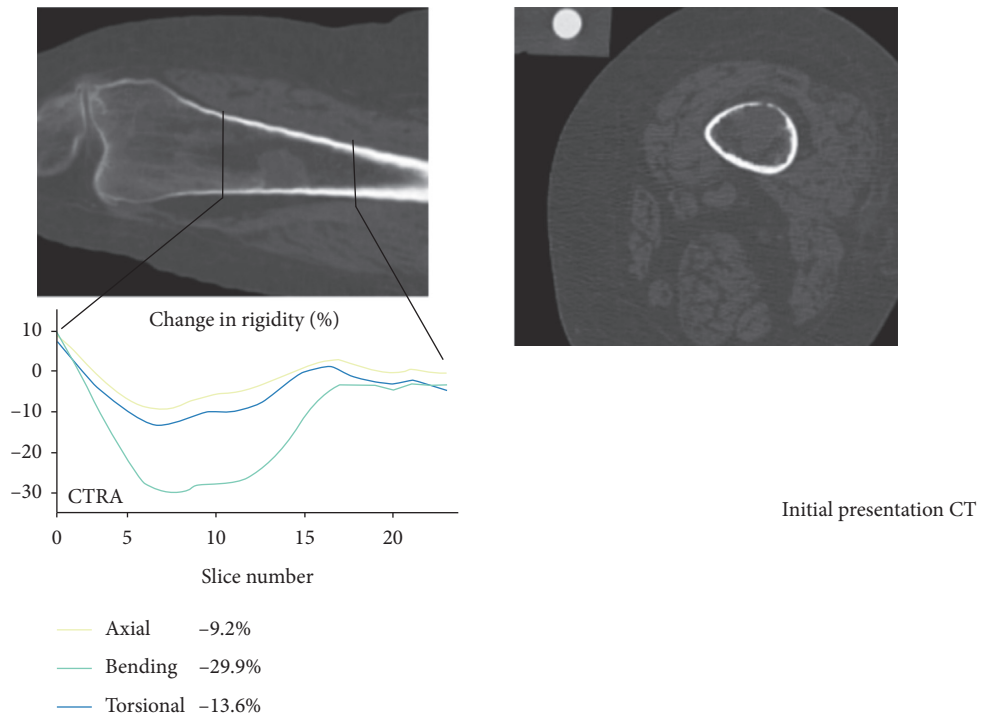 Change in rigidity (%)
10
0
–10
–20
–30
CTRA
0 5 10 15 20
Slice number
Axial –9.2%
Bending –29.9%
Torsional –13.6%
Initial presentation CT